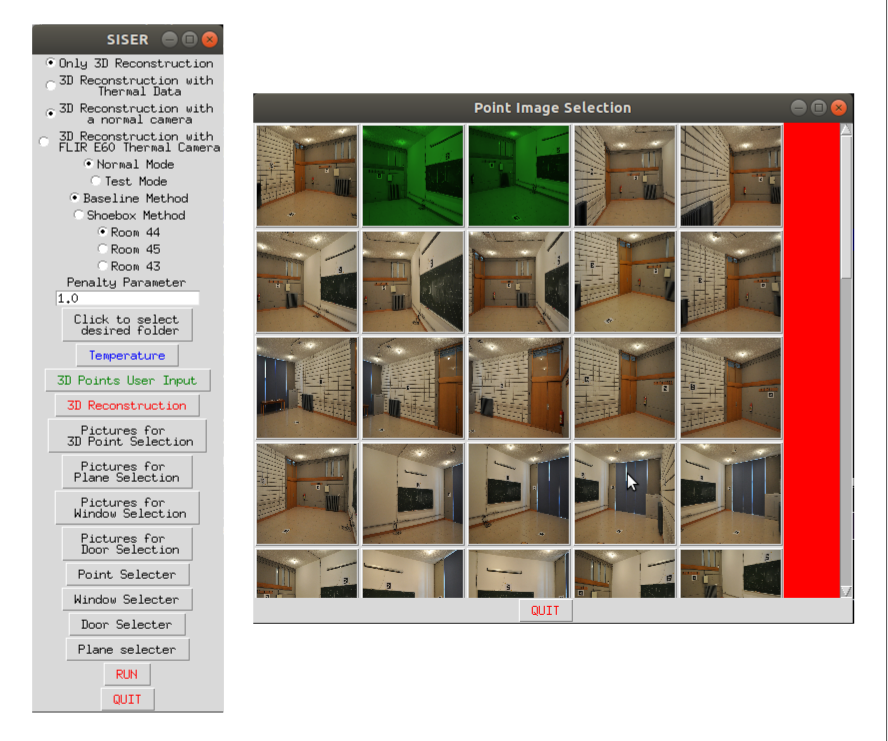 SISER
Only 3D Reconstruction
3D Reconstruction with
Thermal Data
3D Reconstruction with
a normal camera
3D Reconstruction with
FLIR E60 Thermal Camera
Normal Mode
Test Mode
Baseline Method
Shoebox Method
Room 44
Room 45
Room 43
Penalty Parameter
1.0
Click to select
desired folder
Temperature
3D Points User Input
3D Reconstruction
Pictures for
3D Point Selection
Pictures for
Plane Selection
Pictures for
Window Selection
Pictures for
Door Selection
Point Selecter
Window Selecter
Door Selecter
Plane selecter
RUN
QUIT
Point Image Selection
QUIT